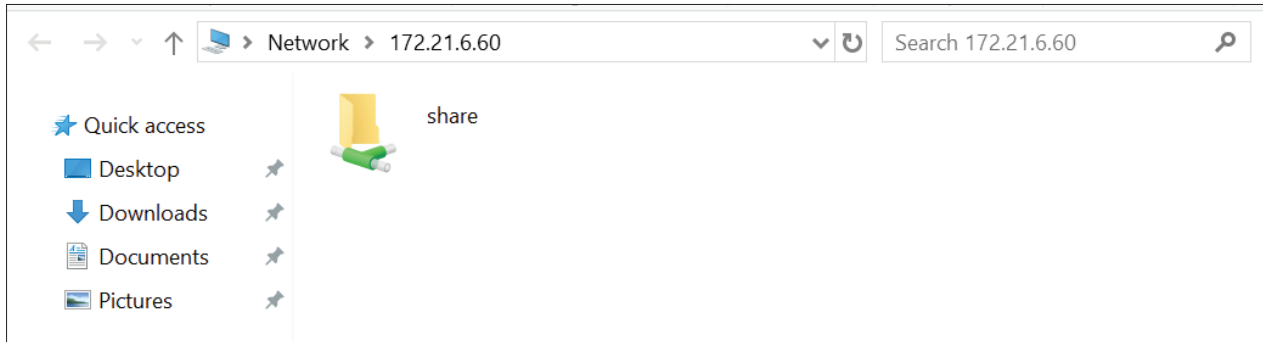 Network > 172.21.6.60
Search 172.21.6.60
Quick access
share
Desktop
Downloads
Documents
Pictures